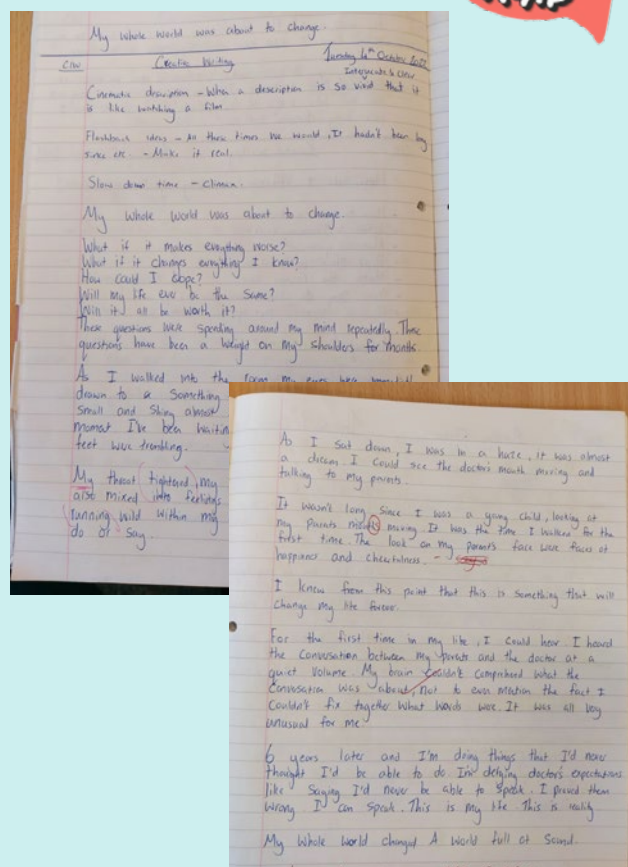 My whole world was about to change.
C/W Creative Writing Tuesday 4th October 2022
Cinematic description - When a description is so vivid that it
is like watching a film.
Flashback ideas - All those times we would, It hadn't been long
since etc. - Make it real.
Slow down time - Climax.
My whole world was about to change.
What if it makes everything worse?
What if it changes everything I know?
How could I cope?
Will my life ever be the same?
Will it all be worth it?
These questions were spending around my mind repeatedly. These
questions have been a weight on my shoulders for months.
As I walked into the room my eyes were
drawn to a something
small and shiny almost
moment I've been waitin
feet were trembling.
My throat tightened, my
also mixed into feelings
running wild within my
do or say.
As I sat down, I was in a haze, it was almost
a dream. I could see the doctor's mouth moving and
talking to my parents.
It wasn't long since I was a young child, looking at
my parents moving. It was the time I walked for the
first time. The look on my parents face were faces of
happiness and cheerfulness. -
I knew from this point that this is something that will
change my life forever.
For the first time in my life, I could hear. I heard
the conversation between my parents and the doctor at a
quiet volume. My brain couldn't comprehend what the
conversation was about, not to even mention the fact I
couldn't fix together what words were. It was all very
unusual for me.
6 years later and I'm doing things that I'd never
thought I'd be able to do. I'm defying doctor's expectations
like saying I'd never be able to speak. I proved them
wrong. I can speak. This is my life. This is reality
My whole world changed. A world full of sound.